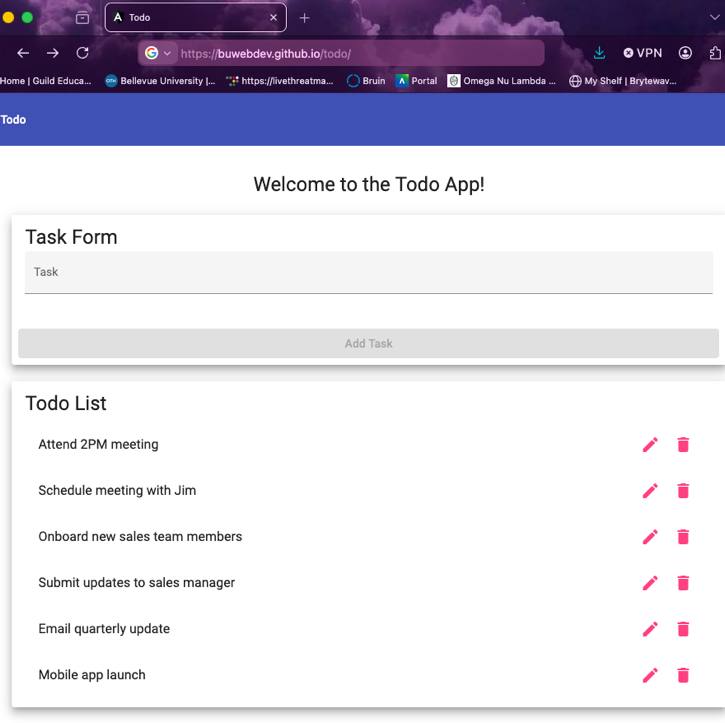 Todo
https://buwebdev.github.io/todo/
VPN
Home | Guild Educa... Bellevue University |... https://livethreatma... Bruin Portal Omega Nu Lambda ... My Shelf | Brytewav...
Todo
Welcome to the Todo App!
Task Form
Task
Add Task
Todo List
Attend 2PM meeting
Schedule meeting with Jim
Onboard new sales team members
Submit updates to sales manager
Email quarterly update
Mobile app launch